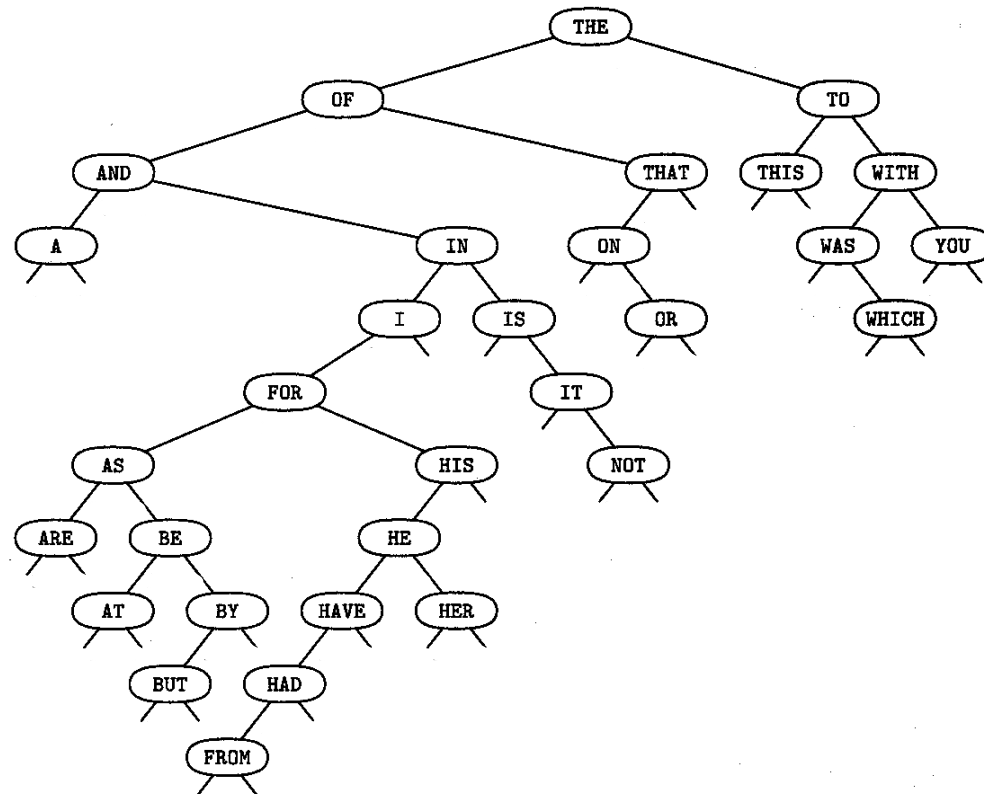 THE
OF TO
AND THAT THIS WITH
A IN ON WAS YOU
I IS OR WHICH
FOR IT
AS HIS NOT
ARE BE HE
AT BY HAVE HER
BUT HAD
FROM